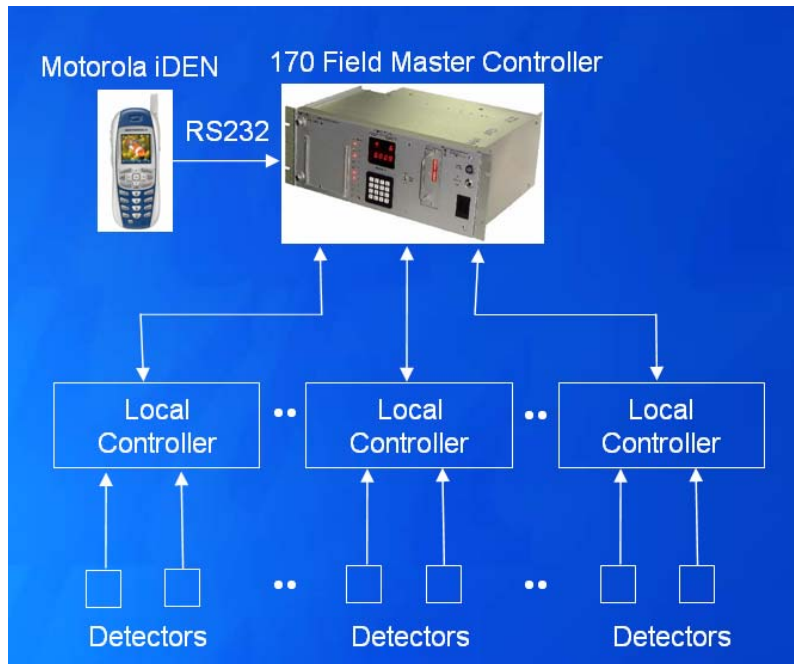 Motorola iDEN
170 Field Master Controller
RS232
Local
Controller
Local
Controller
Local
Controller
Detectors
Detectors
Detectors